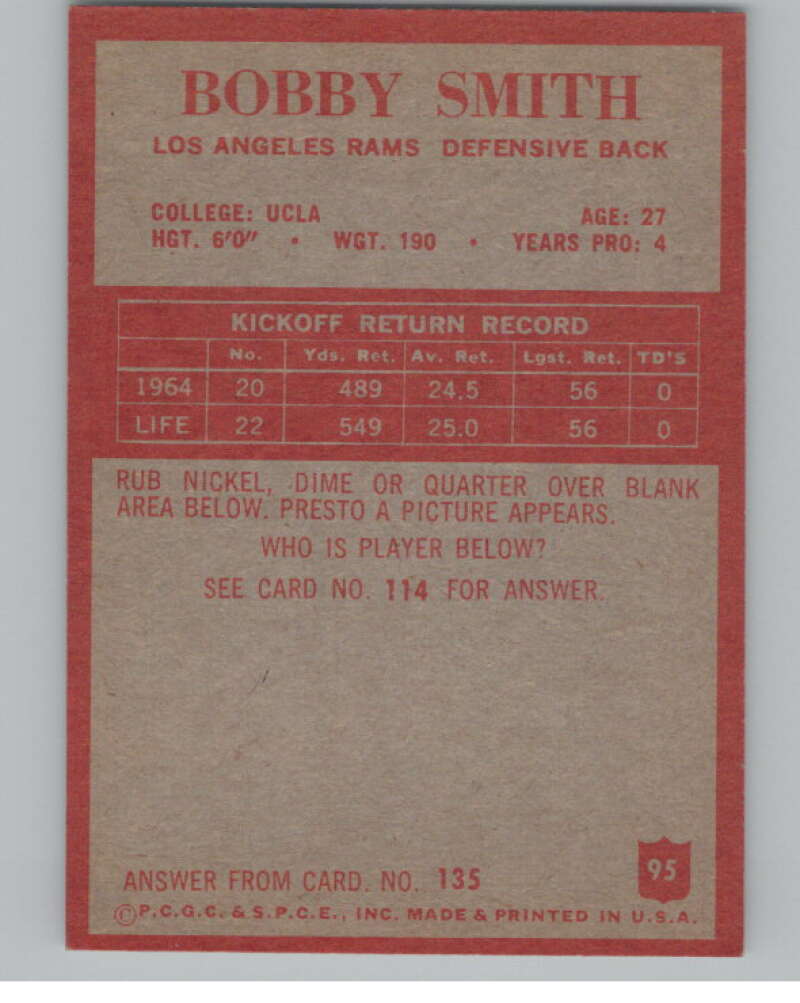 BOBBY SMITH
LOS ANGELES RAMS DEFENSIVE BACK
COLLEGE: UCLA AGE: 27
HGT. 6'0" • WGT. 190 • YEARS PRO: 4
KICKOFF RETURN RECORD
No. Yds. Ret. Av. Ret. Lgst. Ret. TD'S
1964 20 489 24.5 56 0
LIFE 22 549 25.0 56 0
RUB NICKEL, DIME OR QUARTER OVER BLANK
AREA BELOW. PRESTO A PICTURE APPEARS.
WHO IS PLAYER BELOW?
SEE CARD NO. 114 FOR ANSWER.
95
ANSWER FROM CARD. NO. 135
©P.C.G.C. & S.P.C.E., INC. MADE & PRINTED IN U.S.A.